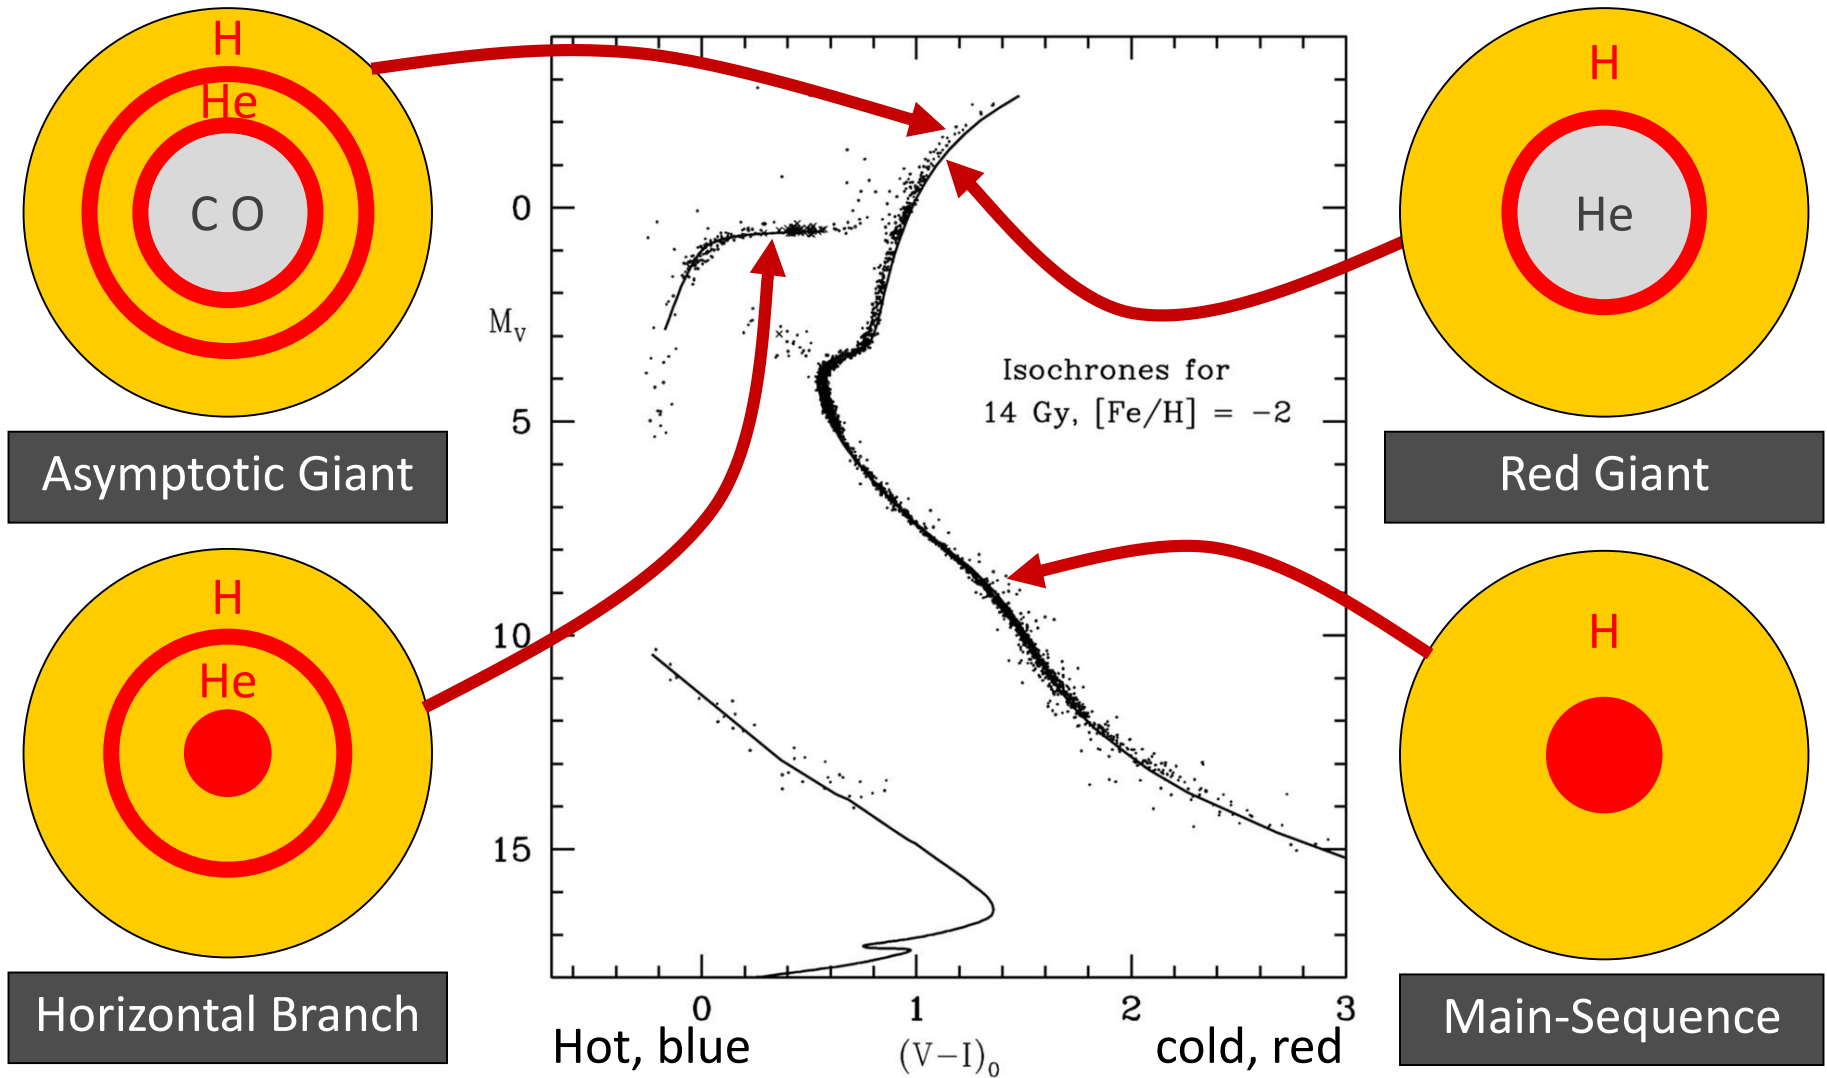 H
He
C O
Asymptotic Giant
H
He
Horizontal Branch
0
5
10
15
M_V
Isochrones for
14 Gy, [Fe/H] = −2
0 1 2 3
Hot, blue
(V−I)₀
cold, red
H
He
Red Giant
H
Main-Sequence